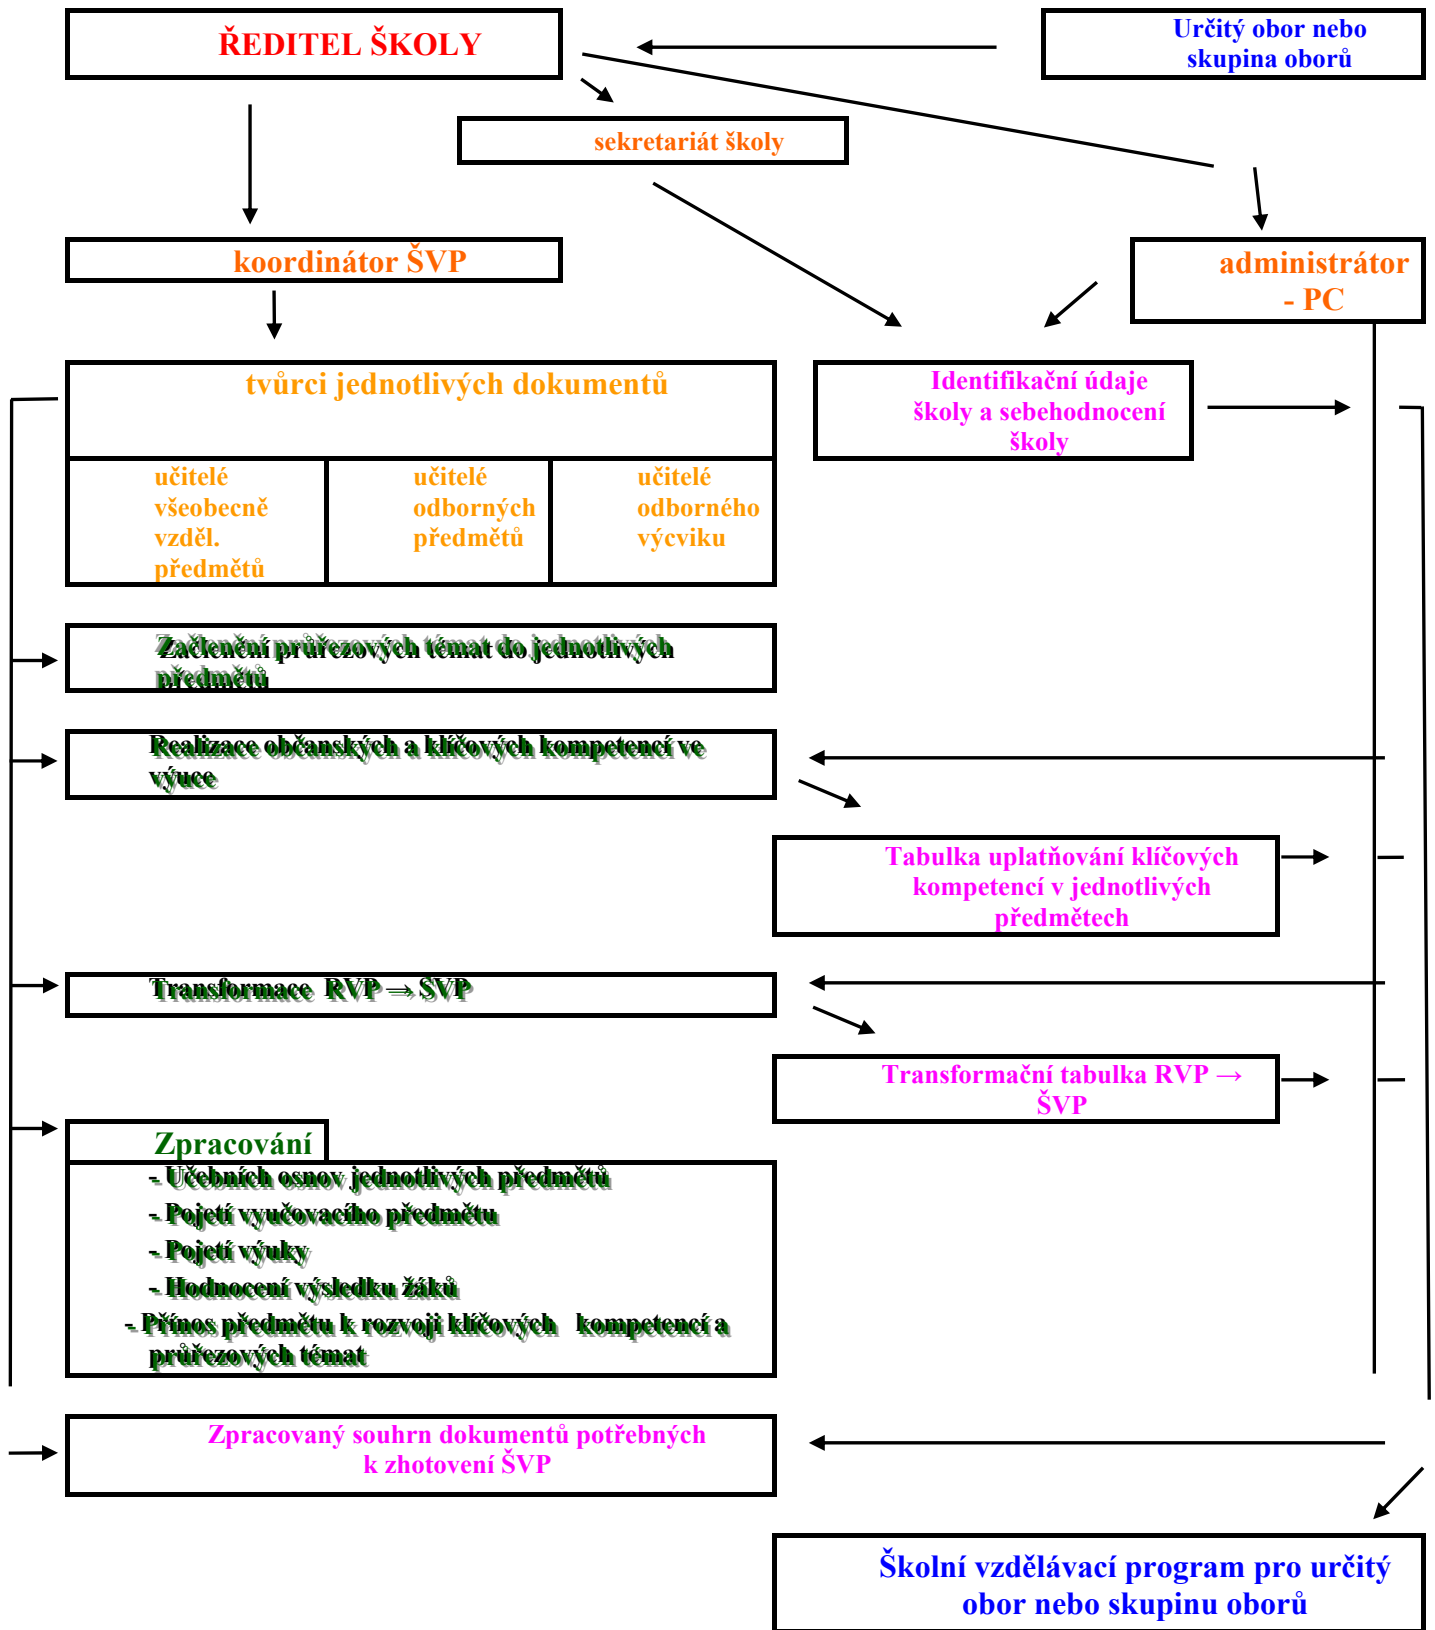 ŘEDITEL ŠKOLY
Určitý obor nebo
skupina oborů
sekretariát školy
koordinátor ŠVP
administrátor
- PC
tvůrci jednotlivých dokumentů
Identifikační údaje
školy a sebehodnocení
školy
učitelé
všeobecně
vzděl.
předmětů
učitelé
odborných
předmětů
učitelé
odborného
výcviku
Začlenění průřezových témat do jednotlivých
předmětů
Realizace občanských a klíčových kompetencí ve
výuce
Tabulka uplatňování klíčových
kompetencí v jednotlivých
předmětech
Transformace RVP → ŠVP
Transformační tabulka RVP →
ŠVP
Zpracování
- Učebních osnov jednotlivých předmětů
- Pojetí vyučovacího předmětu
- Pojetí výuky
- Hodnocení výsledku žáků
- Přínos předmětu k rozvoji klíčových kompetencí a
průřezových témat
Zpracovaný souhrn dokumentů potřebných
k zhotovení ŠVP
Školní vzdělávací program pro určitý
obor nebo skupinu oborů